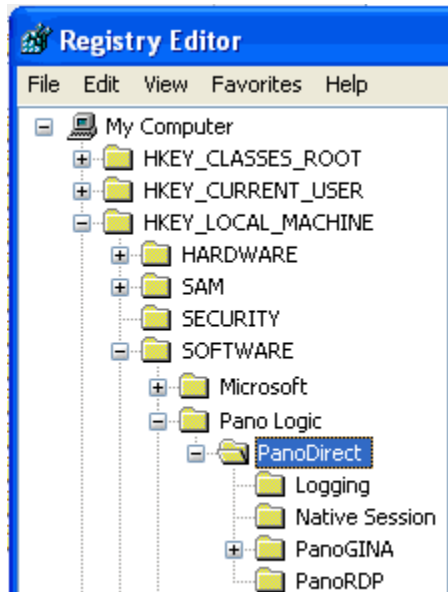 Registry Editor
File Edit View Favorites Help
My Computer
HKEY_CLASSES_ROOT
HKEY_CURRENT_USER
HKEY_LOCAL_MACHINE
HARDWARE
SAM
SECURITY
SOFTWARE
Microsoft
Pano Logic
PanoDirect
Logging
Native Session
PanoGINA
PanoRDP